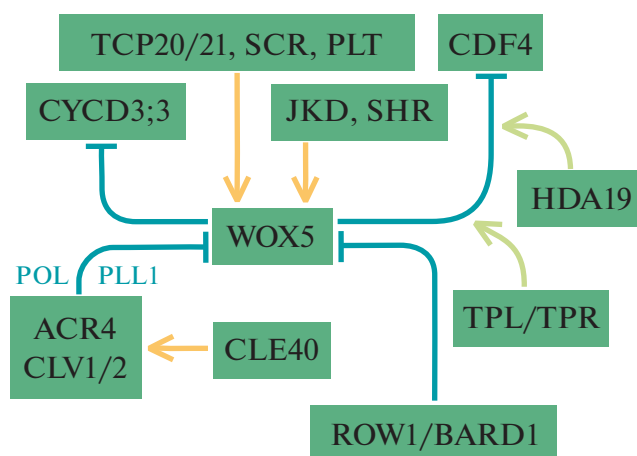 TCP20/21, SCR, PLT
CDF4
CYCD3;3
JKD, SHR
HDA19
WOX5
POL PLL1
TPL/TPR
ACR4
CLV1/2
CLE40
ROW1/BARD1